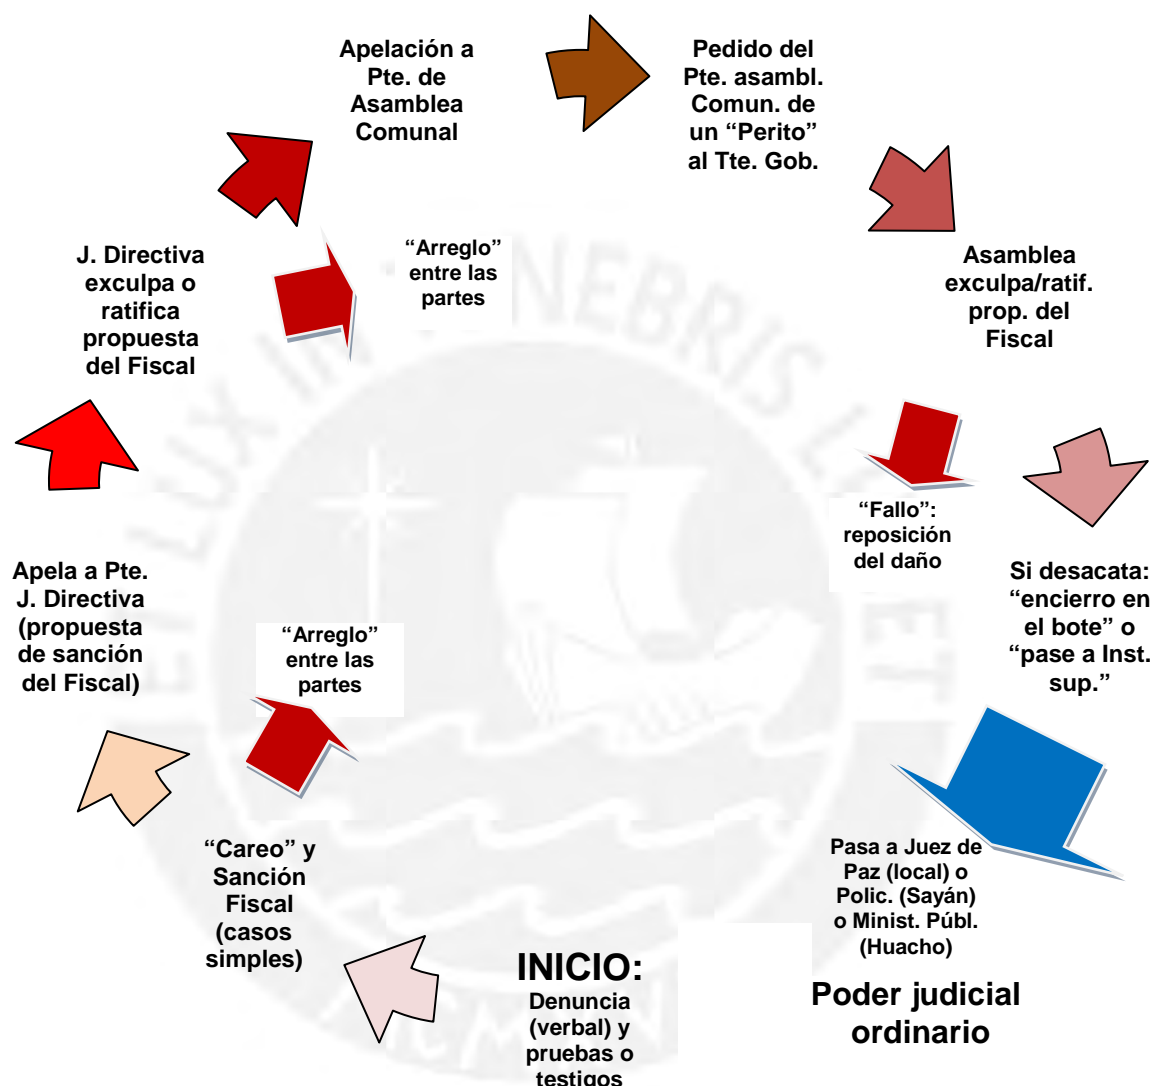 Apelación a
Pte. de
Asamblea
Comunal
Pedido del
Pte. asambl.
Comun. de
un “Perito”
al Tte. Gob.
J. Directiva
exculpa o
ratifica
propuesta
del Fiscal
“Arreglo”
entre las
partes
Asamblea
exculpa/ratif.
prop. del
Fiscal
“Fallo”:
reposición
del daño
Apela a Pte.
J. Directiva
(propuesta
de sanción
del Fiscal)
“Arreglo”
entre las
partes
Si desacata:
“encierro en
el bote” o
“pase a Inst.
sup.”
“Careo” y
Sanción
Fiscal
(casos
simples)
Pasa a Juez de
Paz (local) o
Polic. (Sayán)
o Minist. Públ.
(Huacho)
INICIO:
Denuncia
(verbal) y
pruebas o
testigos
Poder judicial
ordinario